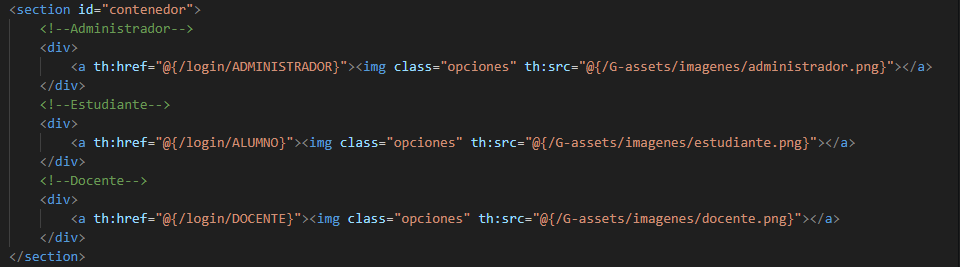 <section id="contenedor">
    <!--Administrador-->
    <div>
        <a th:href="@{/login/ADMINISTRADOR}"><img class="opciones" th:src="@{/G-assets/imagenes/administrador.png}"></a>
    </div>
    <!--Estudiante-->
    <div>
        <a th:href="@{/login/ALUMNO}"><img class="opciones" th:src="@{/G-assets/imagenes/estudiante.png}"></a>
    </div>
    <!--Docente-->
    <div>
        <a th:href="@{/login/DOCENTE}"><img class="opciones" th:src="@{/G-assets/imagenes/docente.png}"></a>
    </div>
</section>